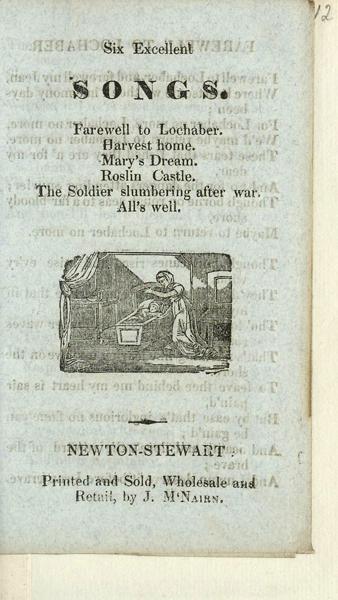 12
Six Excellent
SONGS.
Farewell to Lochaber.
Harvest home.
Mary's Dream.
Roslin Castle.
The Soldier slumbering after war.
All's well.
NEWTON-STEWART:
Printed and Sold, Wholesale and
Retail, by J. M'NAIRN.